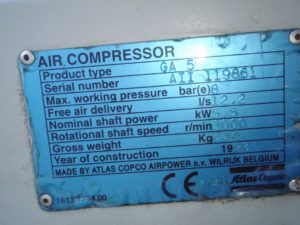 AIR COMPRESSOR
Product type GA 5
Serial number AII 119861
Max. working pressure bar(e) 8
Free air delivery l/s
Nominal shaft power kW
Rotational shaft speed r/min
Gross weight Kg
Year of construction 19
MADE BY ATLAS COPCO AIRPOWER n.v. WILRIJK BELGIUM
CE
Atlas Copco